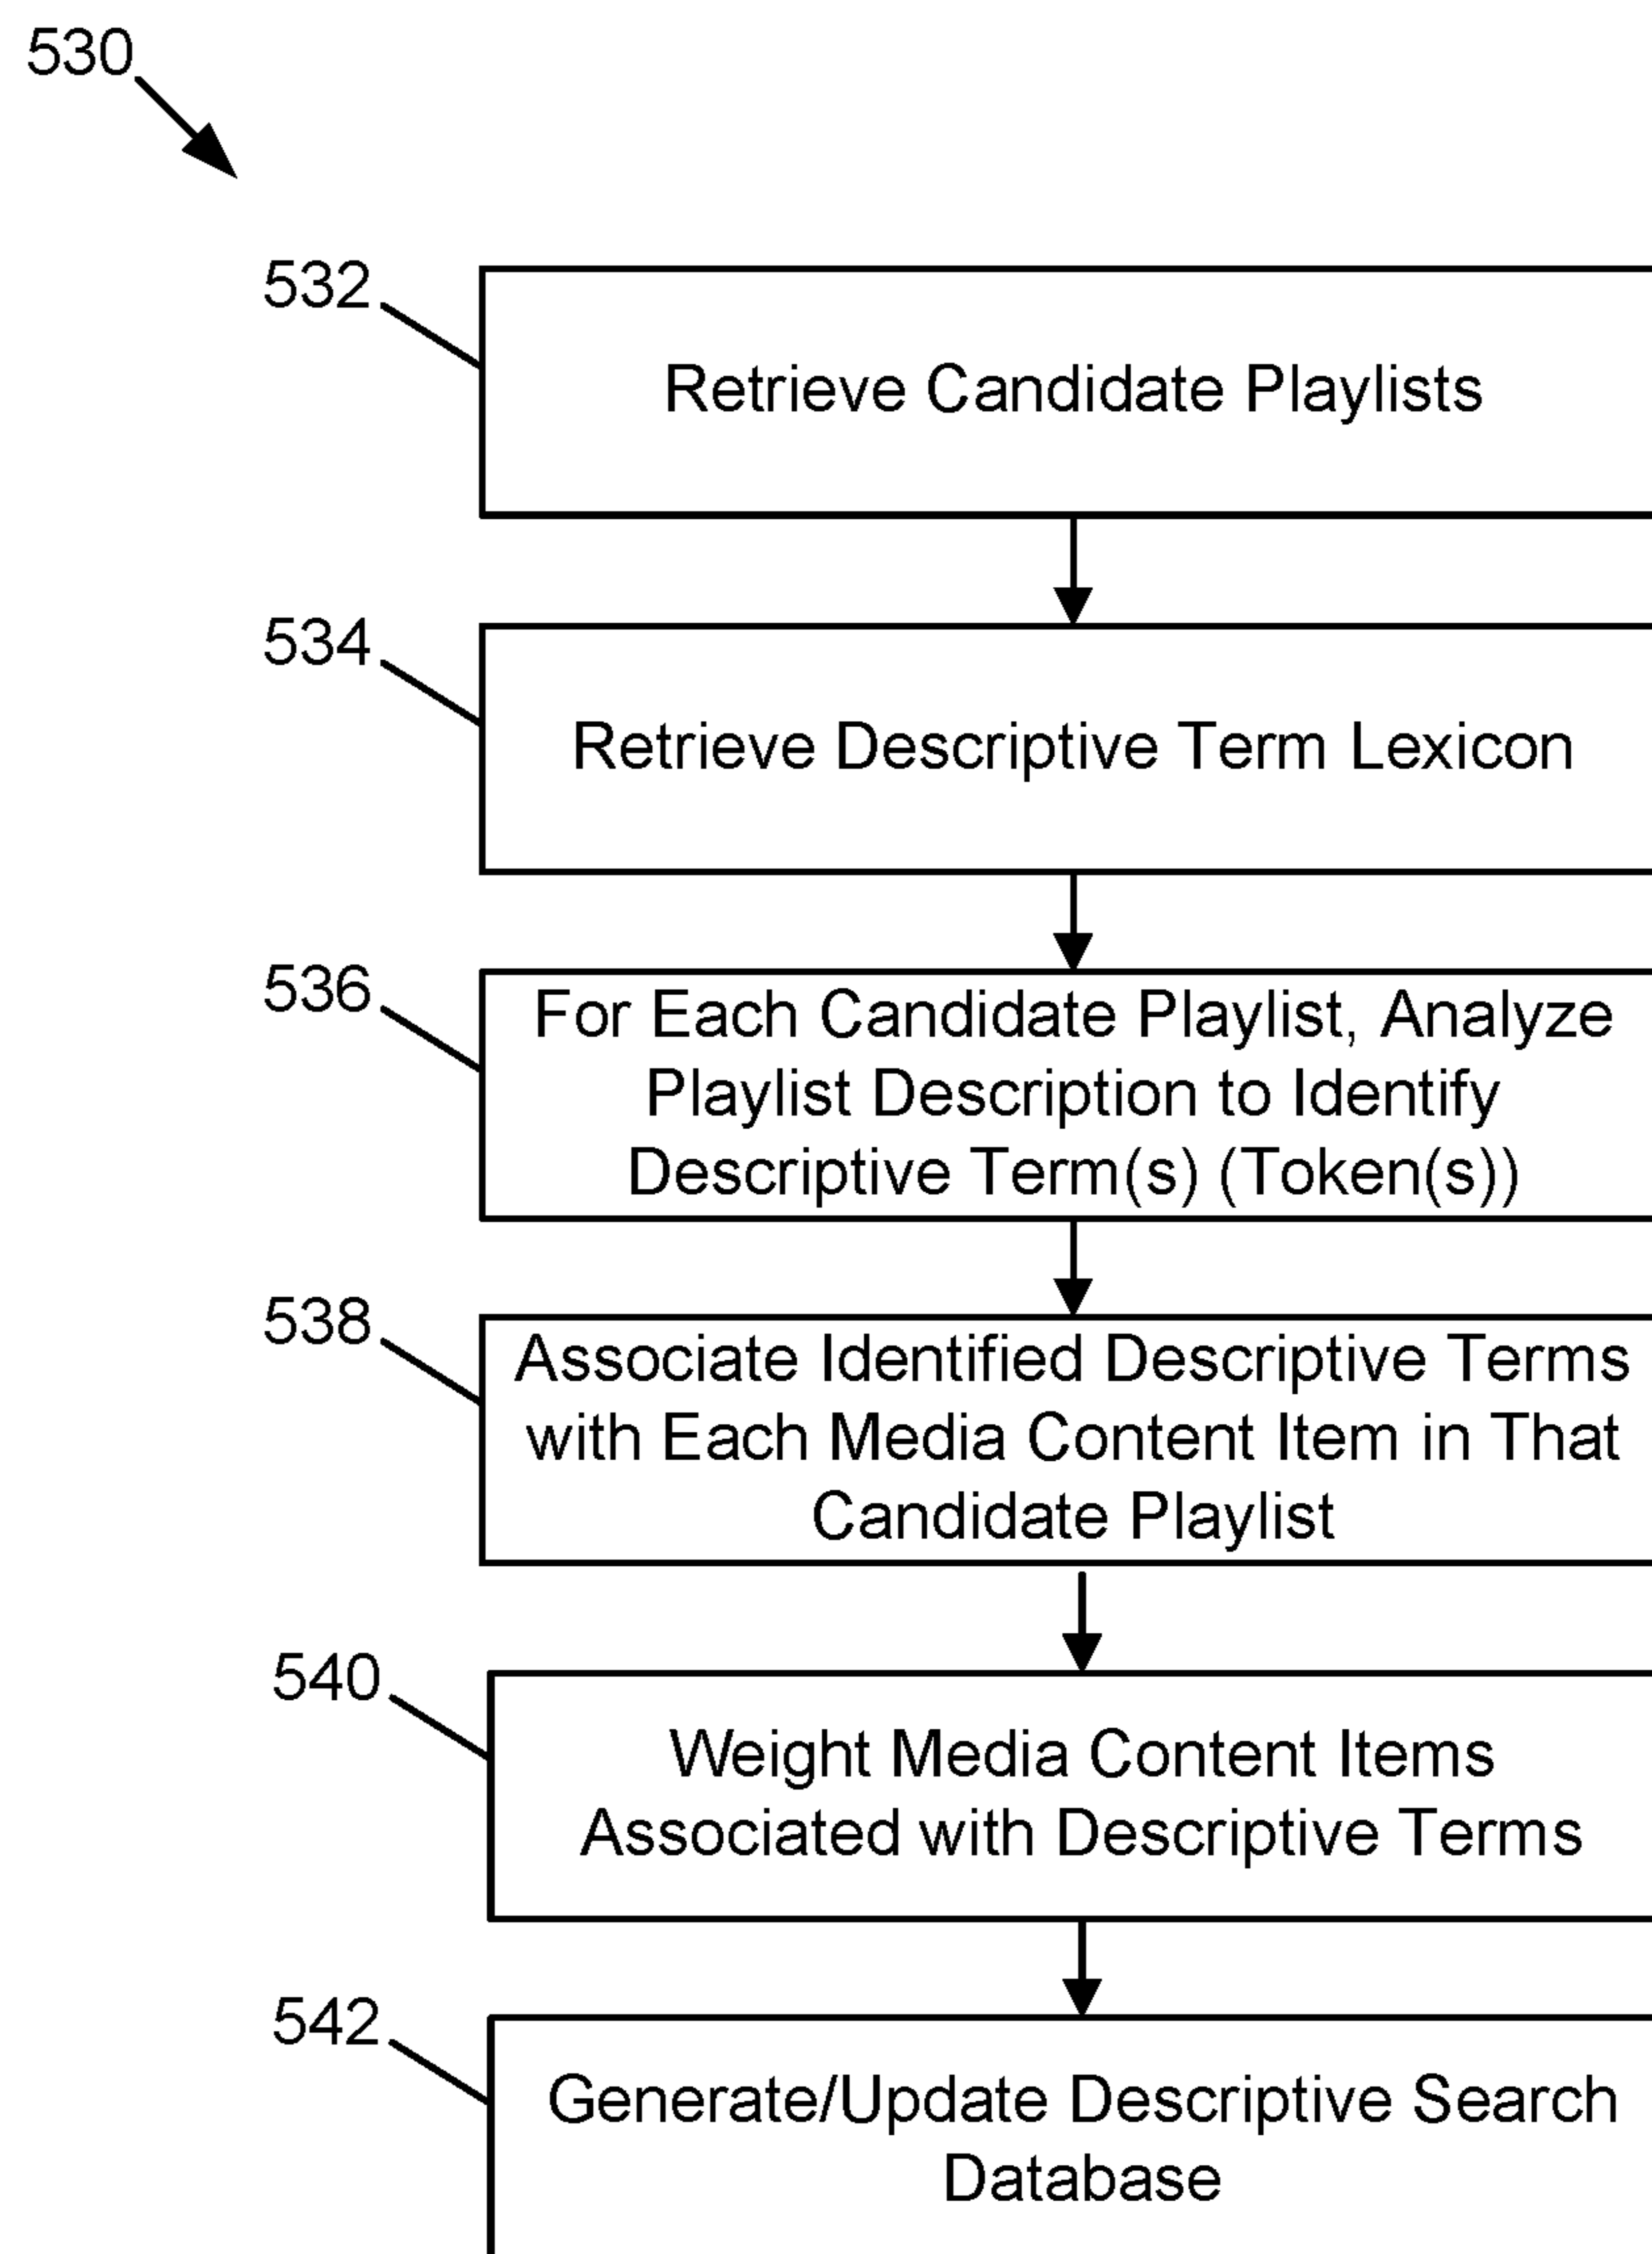 530
532
Retrieve Candidate Playlists
534
Retrieve Descriptive Term Lexicon
536
For Each Candidate Playlist, Analyze
Playlist Description to Identify
Descriptive Term(s) (Token(s))
538
Associate Identified Descriptive Terms
with Each Media Content Item in That
Candidate Playlist
540
Weight Media Content Items
Associated with Descriptive Terms
542
Generate/Update Descriptive Search
Database